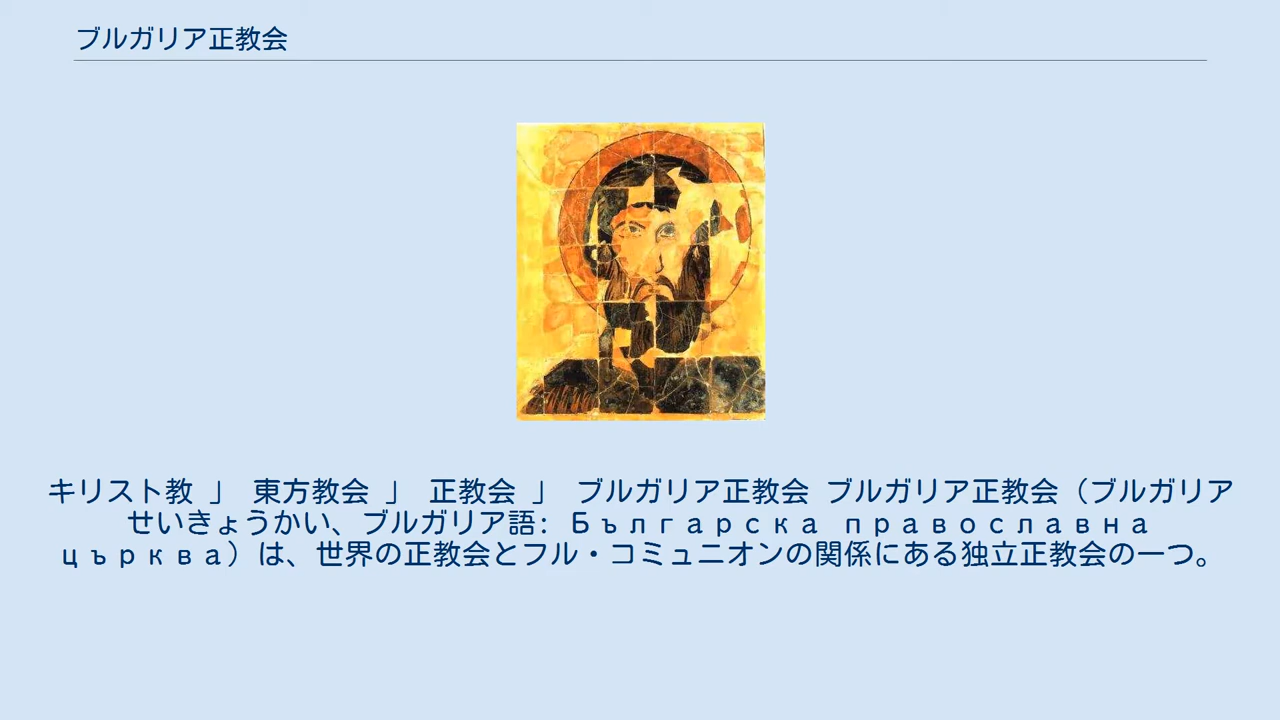 ブルガリア正教会
キリスト教 」 東方教会 」 正教会 」 ブルガリア正教会 ブルガリア正教会（ブルガリア
せいきょうかい、ブルガリア語: Българска православна
църква）は、世界の正教会とフル・コミュニオンの関係にある独立正教会の一つ。